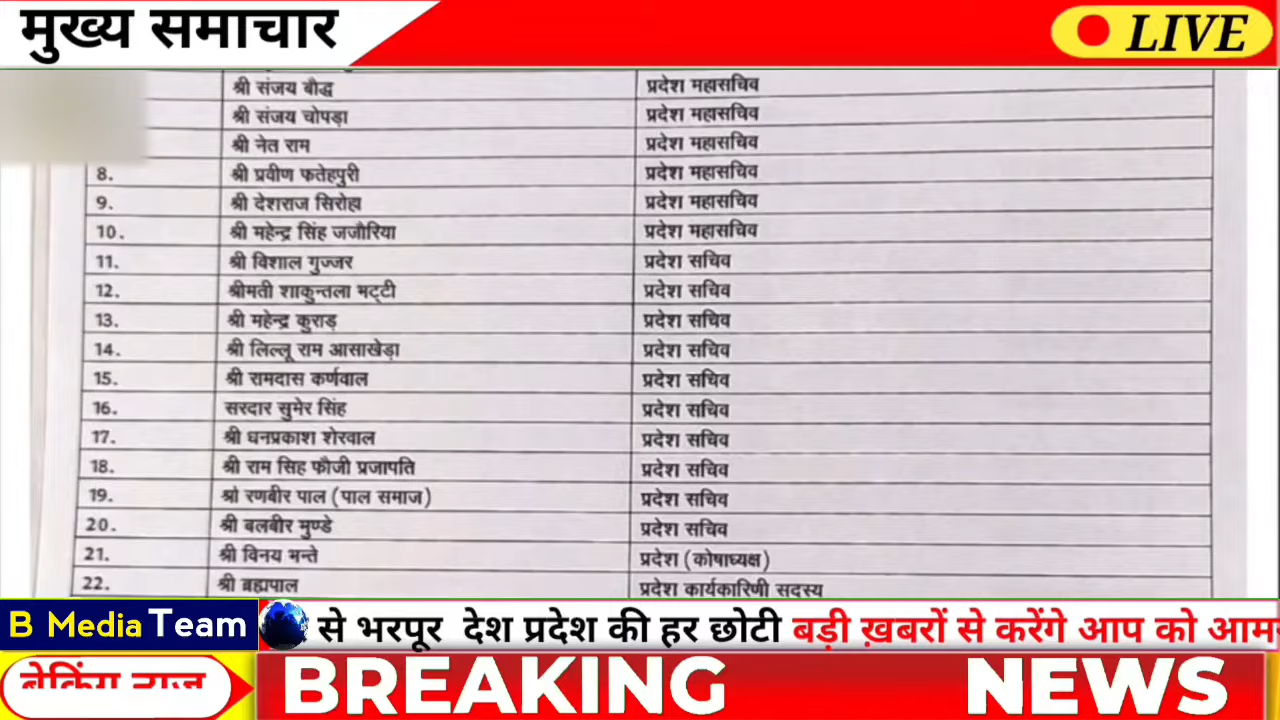 मुख्य समाचार
LIVE
श्री संजय बौद्ध प्रदेश महासचिव
श्री संजय चोपड़ा प्रदेश महासचिव
श्री नेत राम प्रदेश महासचिव
8. श्री प्रवीण फतेहपुरी प्रदेश महासचिव
9. श्री देशराज सिरोहा प्रदेश महासचिव
10. श्री महेन्द्र सिंह जजौरिया प्रदेश महासचिव
11. श्री विशाल गुज्जर प्रदेश सचिव
12. श्रीमती शाकुन्तला भट्टी प्रदेश सचिव
13. श्री महेन्द्र कुराड़ प्रदेश सचिव
14. श्री लिल्लू राम आसाखेड़ा प्रदेश सचिव
15. श्री रामदास कर्णवाल प्रदेश सचिव
16. सरदार सुमेर सिंह प्रदेश सचिव
17. श्री धनप्रकाश शेरवाल प्रदेश सचिव
18. श्री राम सिह फौजी प्रजापति प्रदेश सचिव
19. श्री रणबीर पाल (पाल समाज) प्रदेश सचिव
20. श्री बलबीर मुण्डे प्रदेश सचिव
21. श्री विनय भन्ते प्रदेश (कोषाध्यक्ष)
22. श्री ब्रह्मपाल प्रदेश कार्यकारिणी सदस्य
B Media Team से भरपूर देश प्रदेश की हर छोटी बड़ी ख़बरों से करेंगे आप को
BREAKING NEWS